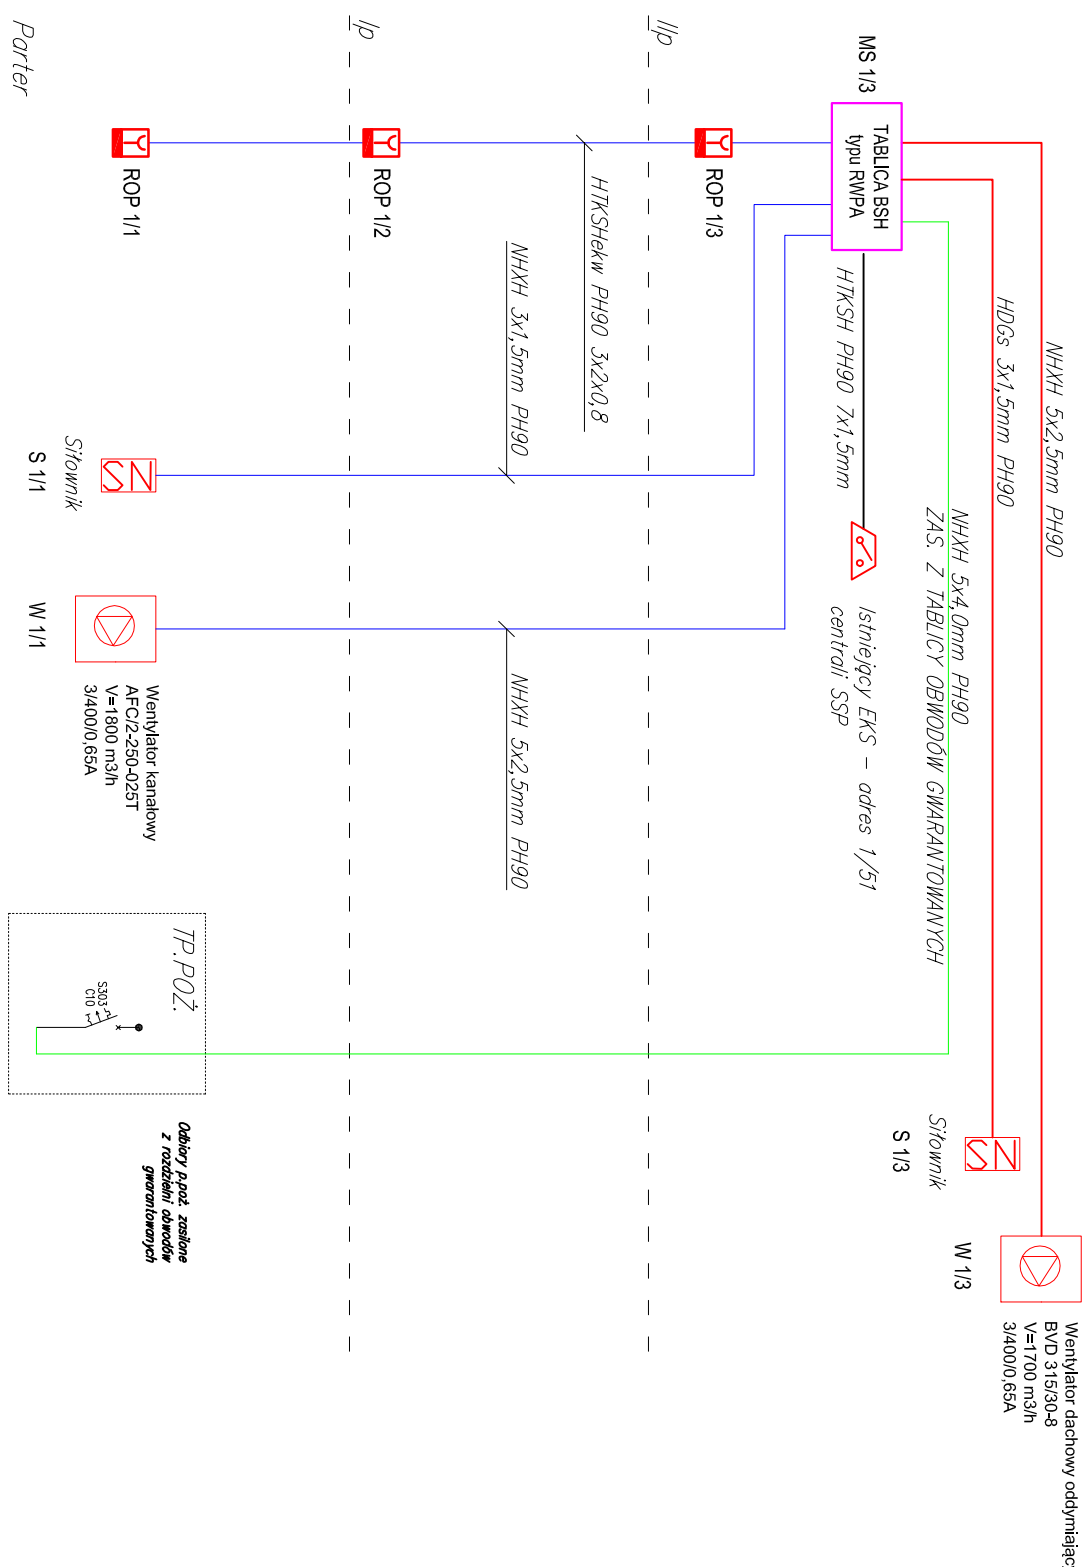 Parter
Ip
IIp
MS 1/3
TABLICA BSH
typu RWPA
ROP 1/1
ROP 1/2
ROP 1/3
HTKSHekw PH90 3x2x0,8
NHXH 3x1,5mm PH90
HTKSH PH90 7x1,5mm
HDGs 3x1,5mm PH90
NHXH 5x2,5mm PH90
Siłownik
S 1/1
Istniejący EKS - adres 1/51
centrali SSP
NHXH 5x4,0mm PH90
ZAS. Z TABLICY OBWODÓW GWARANTOWANYCH
W 1/1
Wentylator kanałowy
AFC/2-250-025T
V=1800 m3/h
3/400/0,65A
NHXH 5x2,5mm PH90
TP.POŻ.
S303
C10
Odbiory p.poż. zasilone
z rozdzielni obwodów
gwarantowanych
Siłownik
S 1/3
W 1/3
Wentylator dachowy oddymiając
BVD 315/30-8
V=1700 m3/h
3/400/0,65A